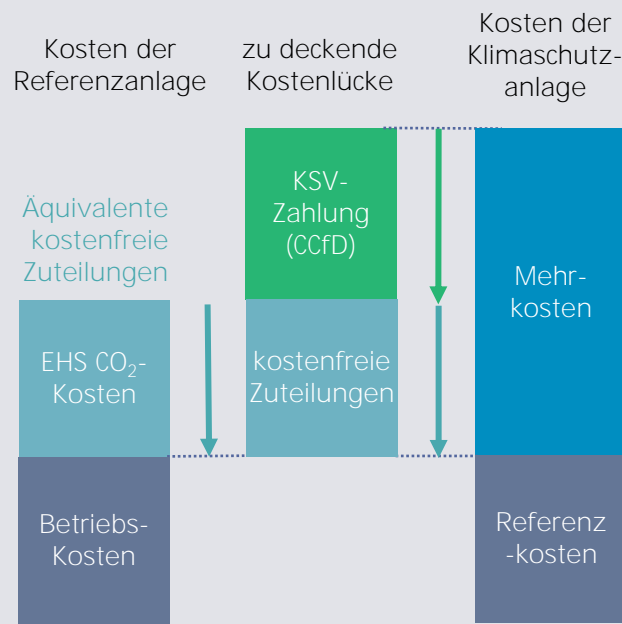 Kosten der
Referenzanlage
zu deckende
Kostenlücke
Kosten der
Klimaschutz-
anlage
Äquivalente
kostenfreie
Zuteilungen
EHS CO₂-
Kosten
Betriebs-
Kosten
KSV-
Zahlung
(CCfD)
kostenfreie
Zuteilungen
Mehr-
kosten
Referenz
-kosten